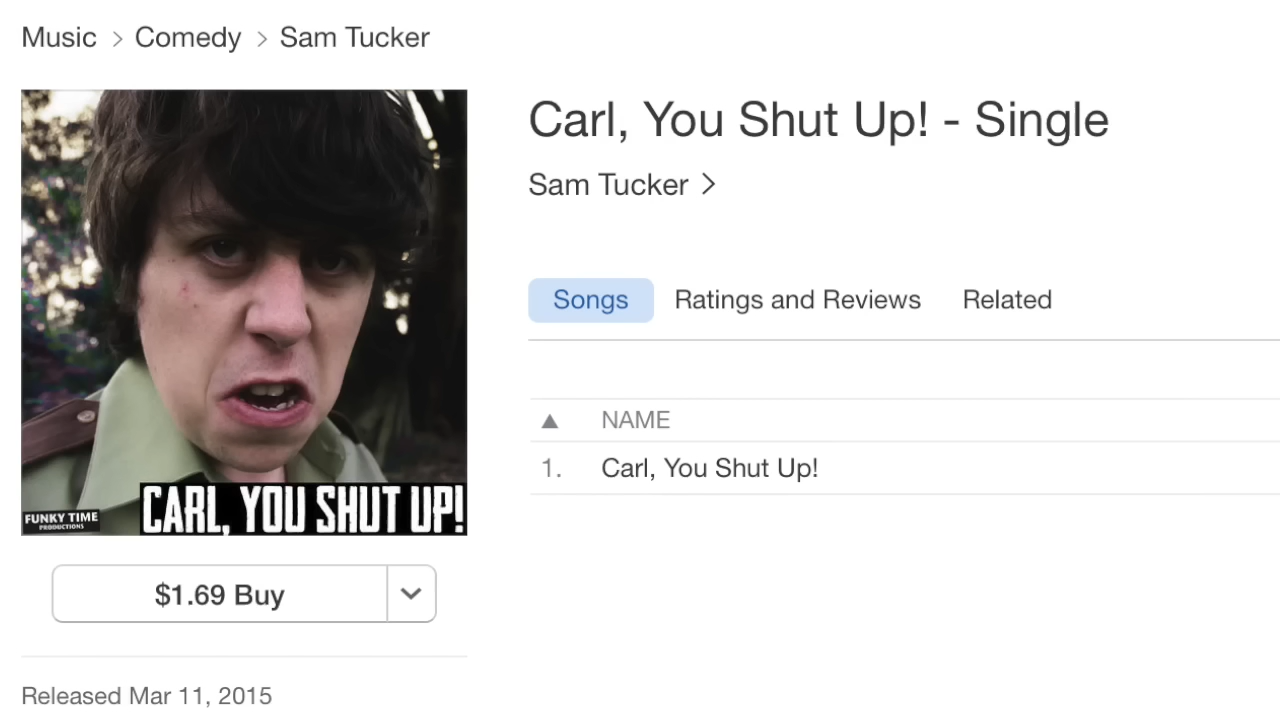 Music > Comedy > Sam Tucker
Carl, You Shut Up! - Single
Sam Tucker >
Songs Ratings and Reviews Related
▲ NAME
1. Carl, You Shut Up!
CARL, YOU SHUT UP!
FUNKY TIME
PRODUCTIONS
$1.69 Buy
Released Mar 11, 2015